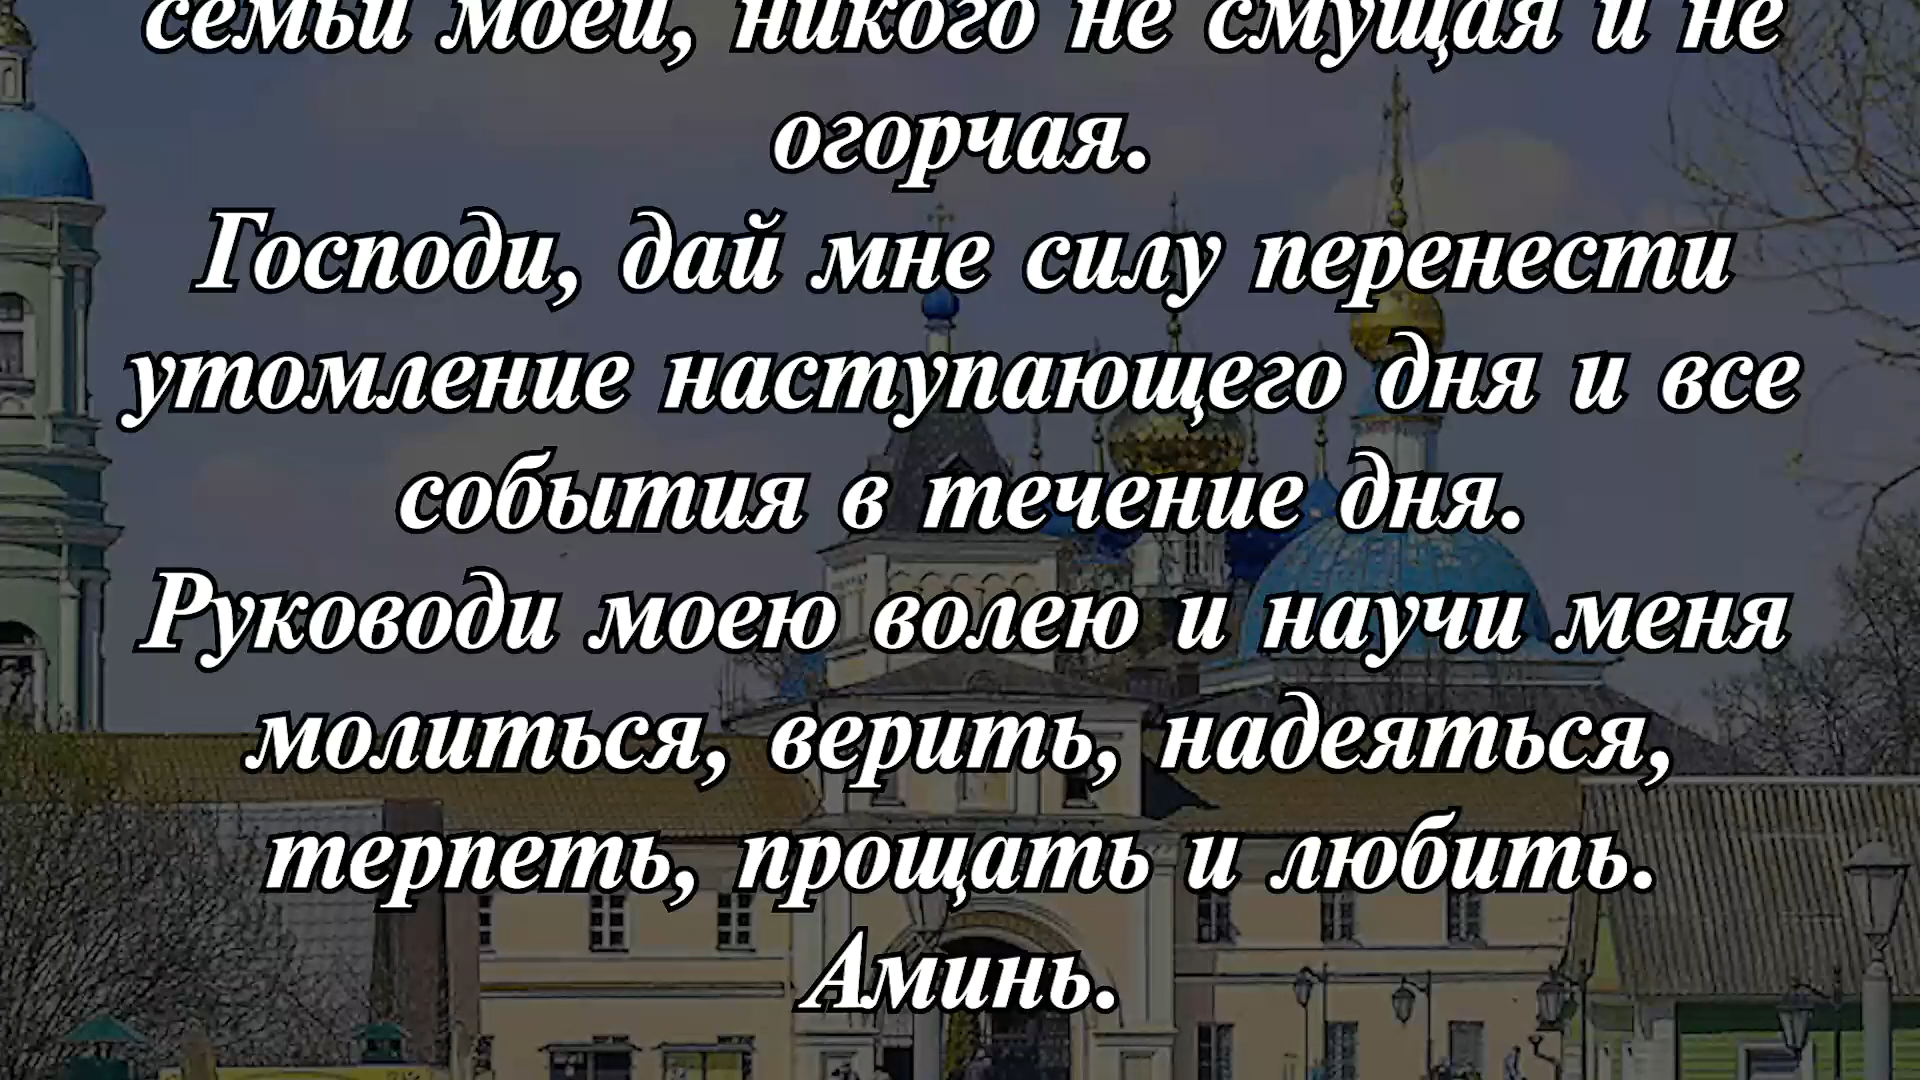 семьи моей, никого не смущая и не
огорчая.
Господи, дай мне силу перенести
утомление наступающего дня и все
события в течение дня.
Руководи моею волею и научи меня
молиться, верить, надеяться,
терпеть, прощать и любить.
Аминь.